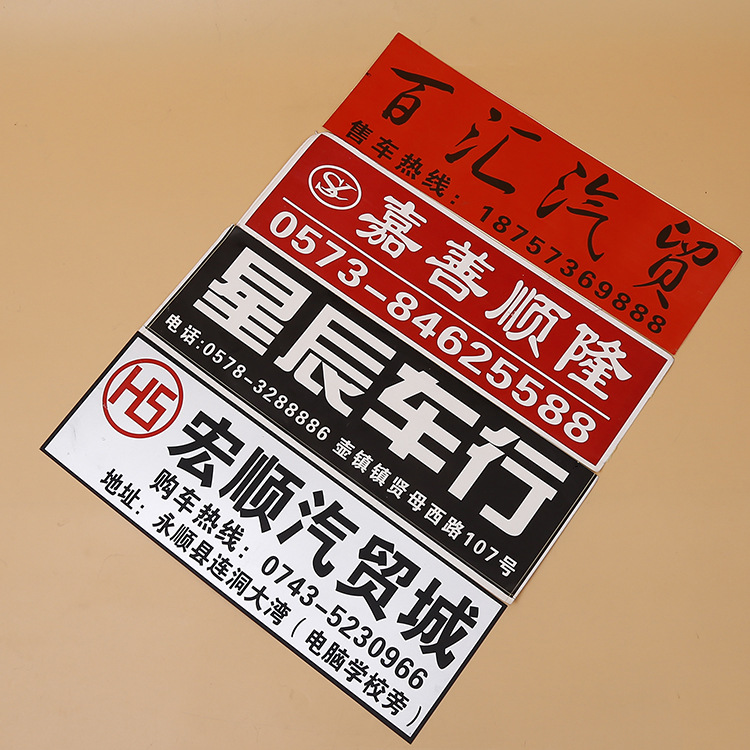 百汇汽贸
售车热线：18757369888
SL 嘉善顺隆
0573-84625588
星辰车行
电话:0578-3288886 壶镇镇贤母西路107号
HS 宏顺汽贸城
购车热线：0743-5230966
地址：永顺县连洞大湾（电脑学校旁）